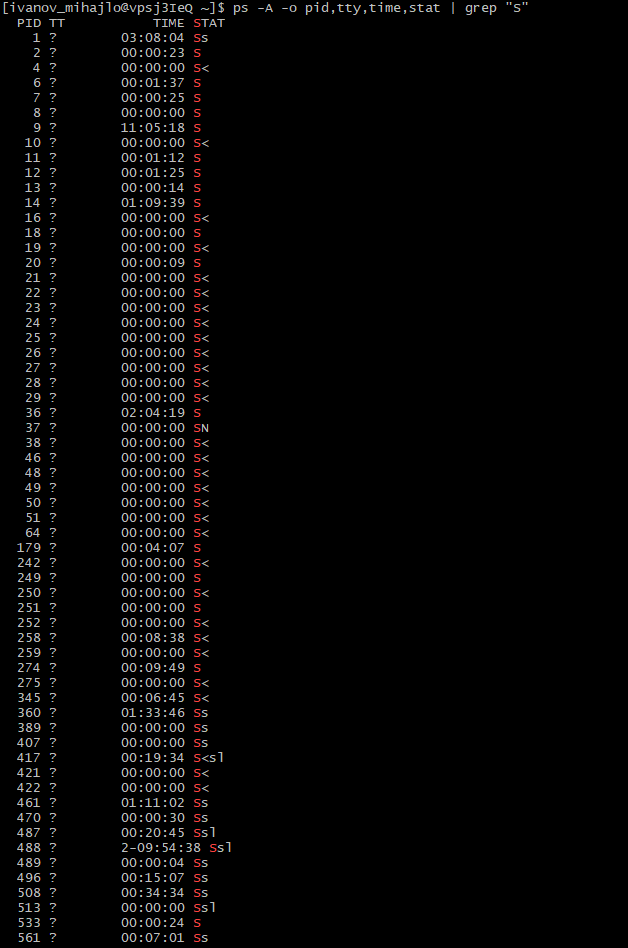 [ivanov_mihajlo@vpsj3IeQ ~]$ ps -A -o pid,tty,time,stat | grep "S"
  PID TT           TIME STAT
    1 ?        03:08:04 Ss
    2 ?        00:00:23 S
    4 ?        00:00:00 S<
    6 ?        00:01:37 S
    7 ?        00:00:25 S
    8 ?        00:00:00 S
    9 ?        11:05:18 S
   10 ?        00:00:00 S<
   11 ?        00:01:12 S
   12 ?        00:01:25 S
   13 ?        00:00:14 S
   14 ?        01:09:39 S
   16 ?        00:00:00 S<
   18 ?        00:00:00 S
   19 ?        00:00:00 S<
   20 ?        00:00:09 S
   21 ?        00:00:00 S<
   22 ?        00:00:00 S<
   23 ?        00:00:00 S<
   24 ?        00:00:00 S<
   25 ?        00:00:00 S<
   26 ?        00:00:00 S<
   27 ?        00:00:00 S<
   28 ?        00:00:00 S<
   29 ?        00:00:00 S<
   36 ?        02:04:19 S
   37 ?        00:00:00 SN
   38 ?        00:00:00 S<
   46 ?        00:00:00 S<
   48 ?        00:00:00 S<
   49 ?        00:00:00 S<
   50 ?        00:00:00 S<
   51 ?        00:00:00 S<
   64 ?        00:00:00 S<
  179 ?        00:04:07 S
  242 ?        00:00:00 S<
  249 ?        00:00:00 S
  250 ?        00:00:00 S<
  251 ?        00:00:00 S
  252 ?        00:00:00 S<
  258 ?        00:08:38 S<
  259 ?        00:00:00 S<
  274 ?        00:09:49 S
  275 ?        00:00:00 S<
  345 ?        00:06:45 S<
  360 ?        01:33:46 Ss
  389 ?        00:00:00 Ss
  407 ?        00:00:00 Ss
  417 ?        00:19:34 S<sl
  421 ?        00:00:00 S<
  422 ?        00:00:00 S<
  461 ?        01:11:02 Ss
  470 ?        00:00:30 Ss
  487 ?        00:20:45 Ssl
  488 ?        2-09:54:38 Ssl
  489 ?        00:00:04 Ss
  496 ?        00:15:07 Ss
  508 ?        00:34:34 Ss
  513 ?        00:00:00 Ssl
  533 ?        00:00:24 S
  561 ?        00:07:01 Ss